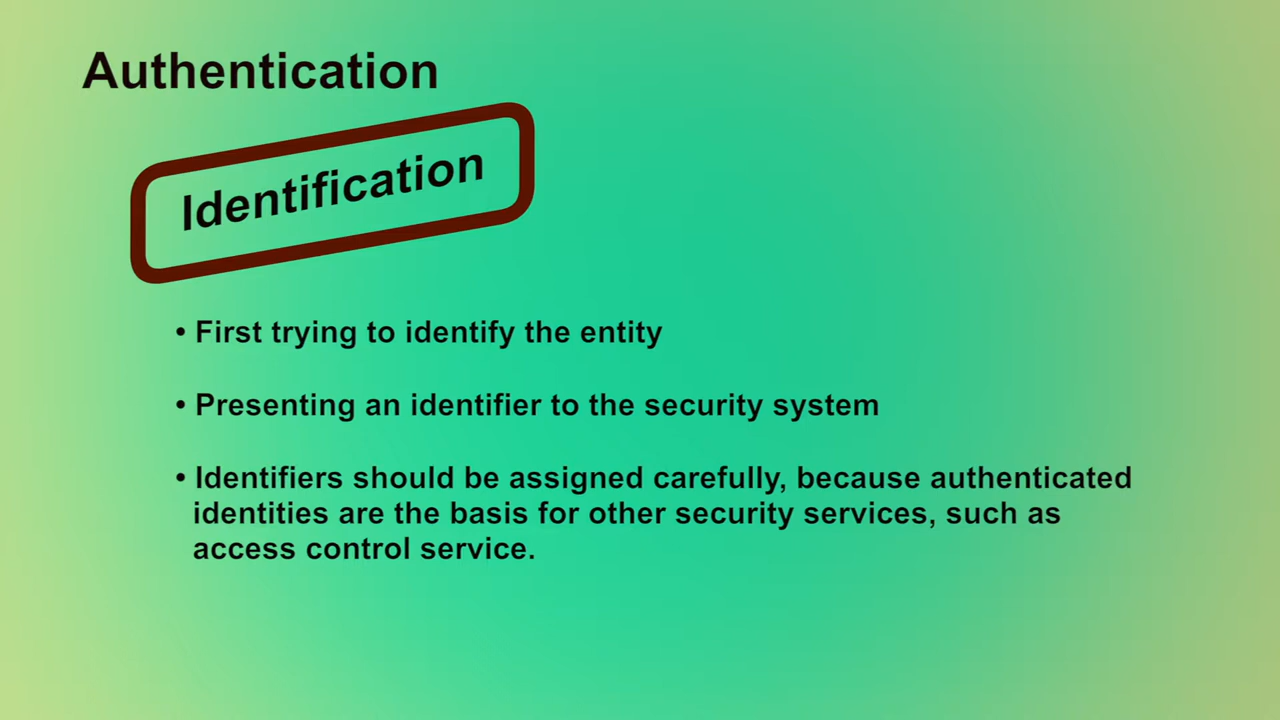 Authentication
Identification
• First trying to identify the entity
• Presenting an identifier to the security system
• Identifiers should be assigned carefully, because authenticated
identities are the basis for other security services, such as
access control service.